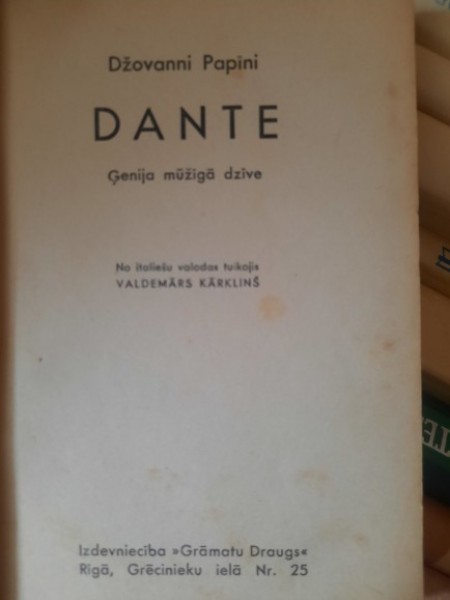 Džovanni Papini
DANTE
Ģenija mūžīgā dzīve
No italiešu valodas tulkojis
VALDEMĀRS KĀRKLIŅŠ
Izdevniecība »Grāmatu Draugs«
Rīgā, Grēcinieku ielā Nr. 25